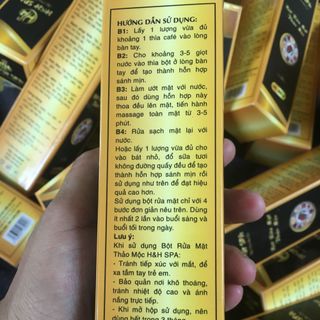 HƯỚNG DẪN SỬ DỤNG:
B1: Lấy 1 lượng vừa đủ
khoảng 1 thìa café vào lòng
bàn tay.
B2: Cho khoảng 3-5 giọt
nước vào thìa bột ở lòng bàn
tay để tạo thành hỗn hợp
sánh mịn.
B3: Làm ướt mặt với nước,
sau đó dùng hỗn hợp này
thoa đều lên mặt, tiến hành
massage toàn mặt từ 3-5
phút.
B4: Rửa sạch mặt lại với
nước.
Hoặc lấy 1 lượng vừa đủ cho
vào bát nhỏ, đổ sữa tươi
không đường quấy đều để tạo
thành hỗn hợp sánh mịn rồi
sử dụng như trên để đạt hiệu
quả cao hơn.
Sử dụng bột rửa mặt chỉ với 4
bước đơn giản nêu trên. Dùng
ít nhất 2 lần vào buổi sáng và
buổi tối trong ngày.
Lưu ý:
Khi sử dụng Bột Rửa Mặt
Thảo Mộc H&H SPA:
- Tránh tiếp xúc với mắt, để
xa tầm tay trẻ em.
- Bảo quản nơi khô thoáng,
tránh nhiệt độ cao và ánh
nắng trực tiếp.
- Khi mở hộp sử dụng, nên
dùng hết trong 3 tháng